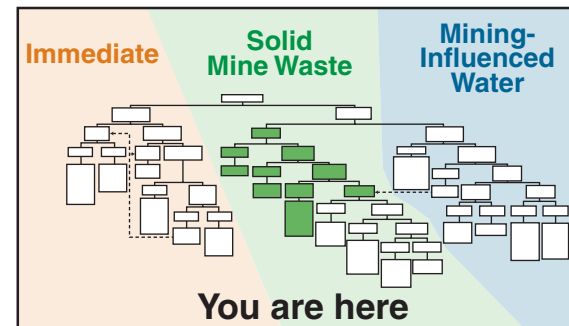 Immediate
Solid
Mine Waste
Mining-
Influenced
Water
You are here